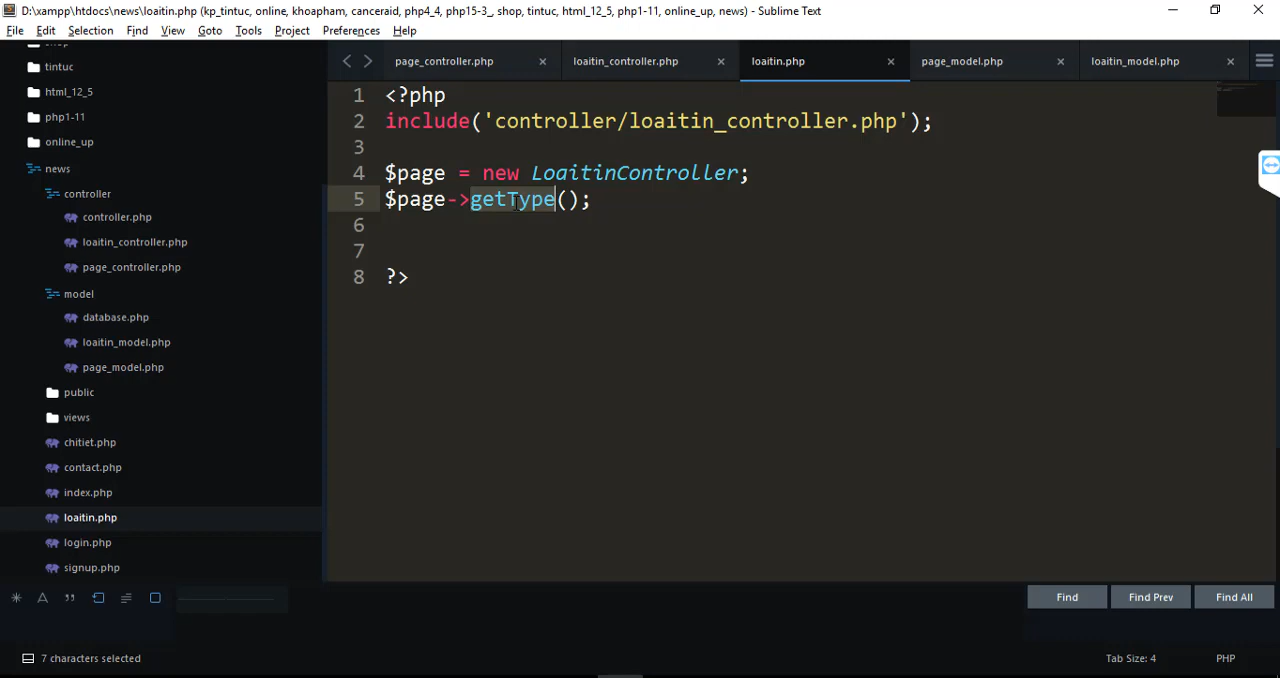 D:\xampp\htdocs\news\loaitin.php (kp_tintuc, online, khoapham, canceraid, php4_4, php15-3_, shop, tintuc, html_12_5, php1-11, online_up, news) - Sublime Text
File Edit Selection Find View Goto Tools Project Preferences Help
shop
tintuc
html_12_5
php1-11
online_up
news
controller
controller.php
loaitin_controller.php
page_controller.php
model
database.php
loaitin_model.php
page_model.php
public
views
chitiet.php
contact.php
index.php
loaitin.php
login.php
signup.php
page_controller.php loaitin_controller.php loaitin.php page_model.php loaitin_model.php
1 <?php
2 include('controller/loaitin_controller.php');
3
4 $page = new LoaitinController;
5 $page->getType();
6
7
8 ?>
Find Find Prev Find All
7 characters selected Tab Size: 4 PHP